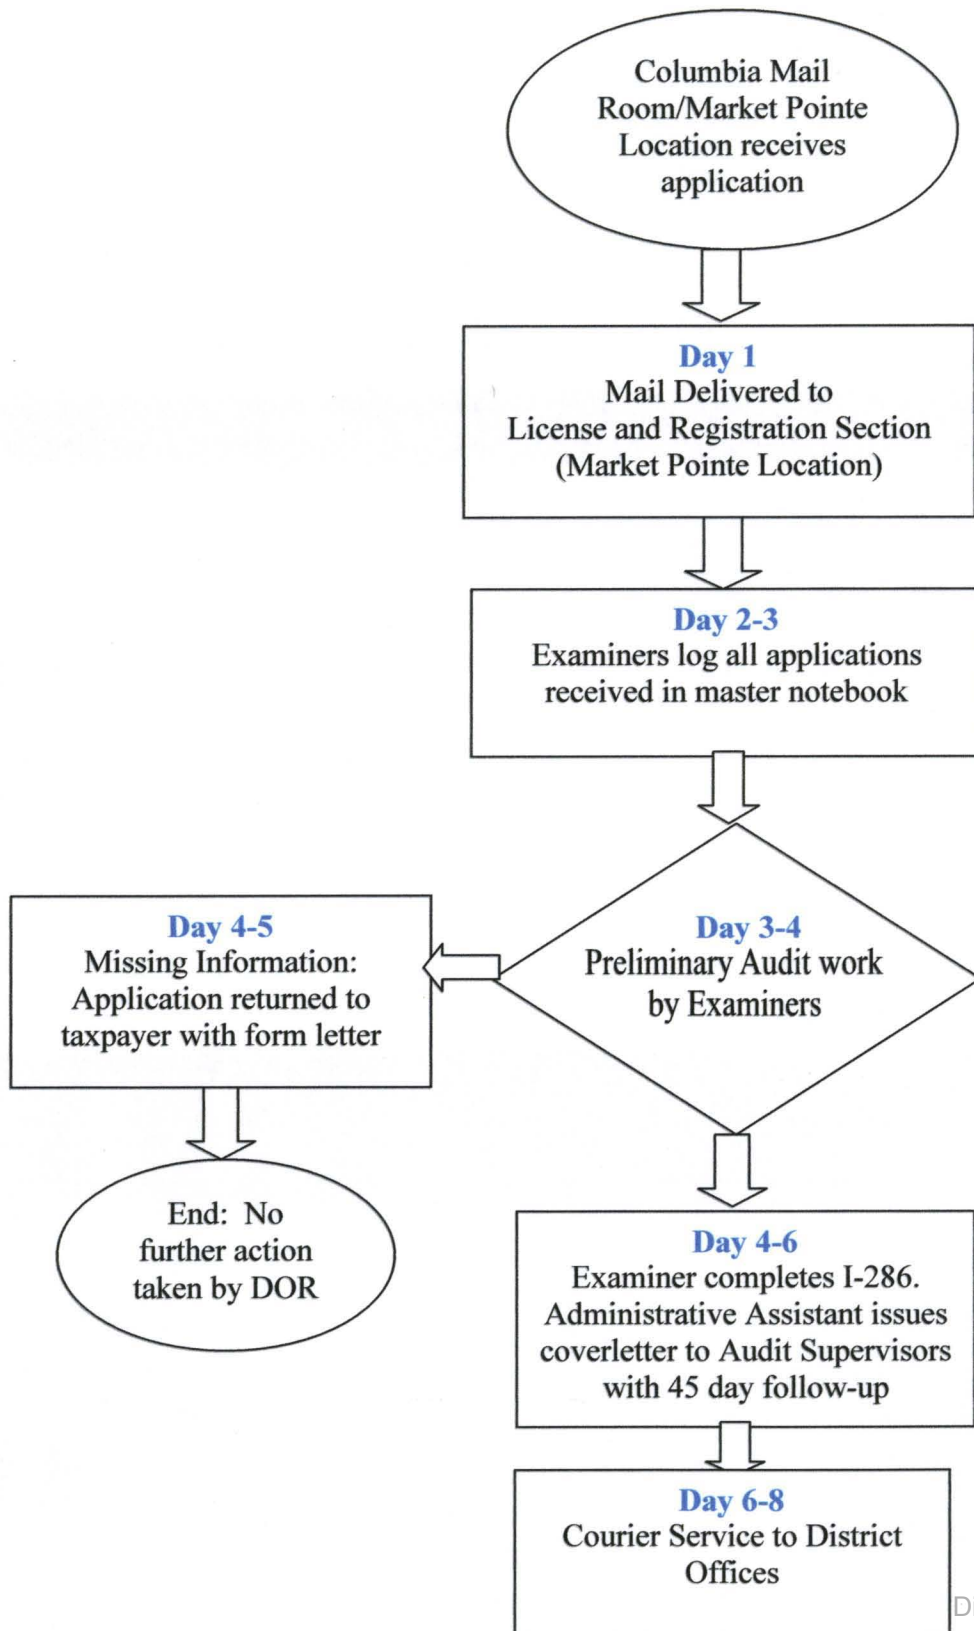 Columbia Mail
Room/Market Pointe
Location receives
application
Day 1
Mail Delivered to
License and Registration Section
(Market Pointe Location)
Day 2-3
Examiners log all applications
received in master notebook
Day 3-4
Preliminary Audit work
by Examiners
Day 4-5
Missing Information:
Application returned to
taxpayer with form letter
End:  No
further action
taken by DOR
Day 4-6
Examiner completes I-286.
Administrative Assistant issues
coverletter to Audit Supervisors
with 45 day follow-up
Day 6-8
Courier Service to District
Offices